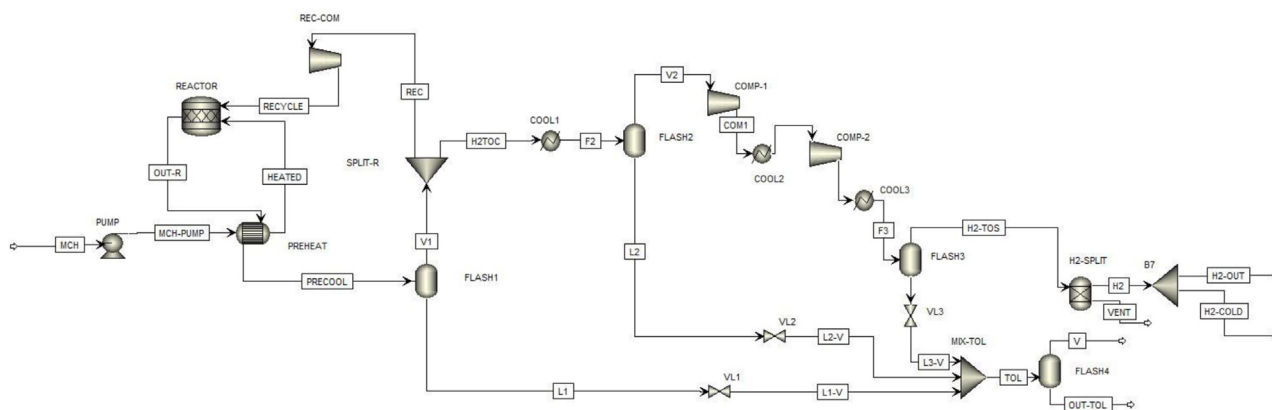 REC-COM
REACTOR
RECYCLE
REC
V2
COMP-1
COM1
COMP-2
H2TOC
COOL1
F2
FLASH2
COOL2
COOL3
SPLIT-R
OUT-R
HEATED
F3
H2-TOS
PUMP
MCH
MCH-PUMP
PREHEAT
V1
L2
FLASH3
H2-SPLIT
B7
H2
H2-OUT
VENT
H2-COLD
PRECOOL
FLASH1
VL3
VL2
L2-V
L3-V
MIX-TOL
V
TOL
FLASH4
L1
VL1
L1-V
OUT-TOL